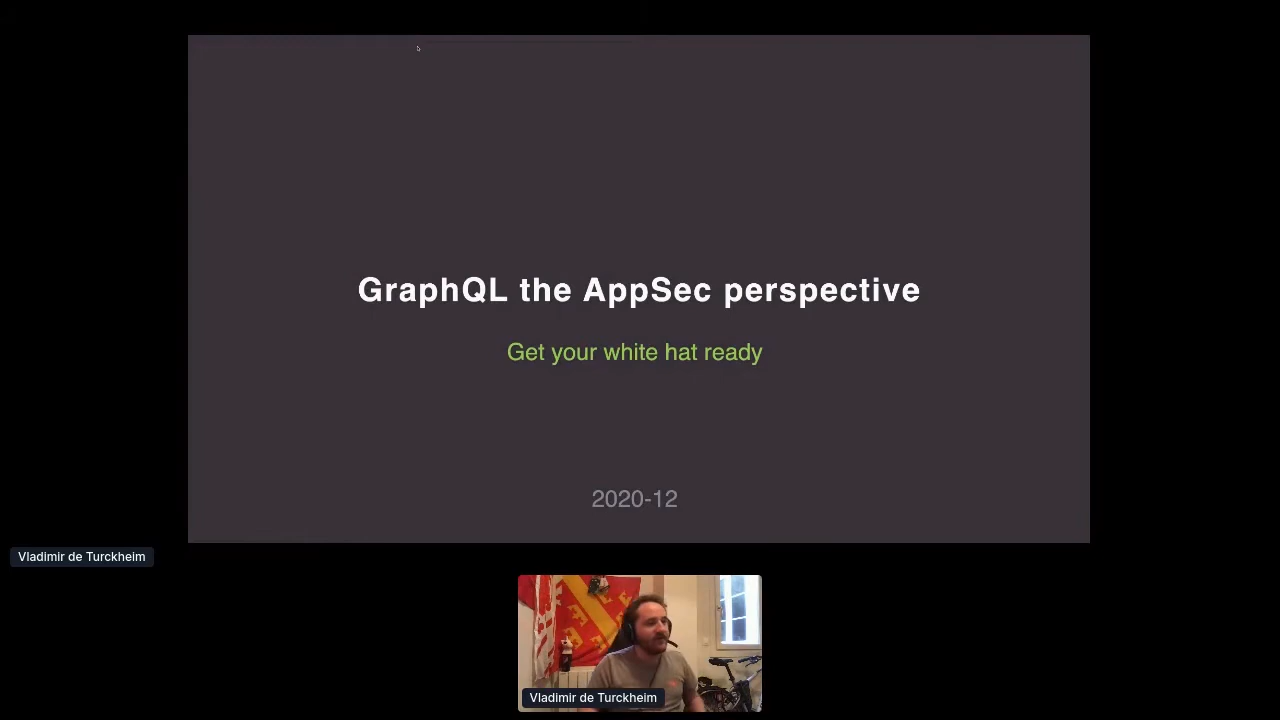 GraphQL the AppSec perspective
Get your white hat ready
2020-12
Vladimir de Turckheim
Vladimir de Turckheim